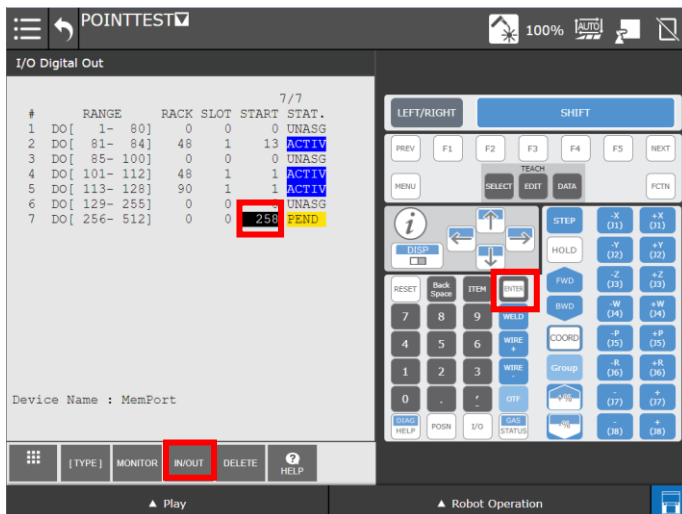 POINTTEST
100% AUTO
I/O Digital Out
7/7
# RANGE RACK SLOT START STAT.
1 DO[ 1- 80] 0 0 0 UNASG
2 DO[ 81- 84] 48 1 13 ACTIV
3 DO[ 85- 100] 0 0 0 UNASG
4 DO[ 101- 112] 48 1 1 ACTIV
5 DO[ 113- 128] 90 1 1 ACTIV
6 DO[ 129- 255] 0 0 0 UNASG
7 DO[ 256- 512] 0 0 258 PEND
Device Name : MemPort
[ TYPE ] MONITOR IN/OUT DELETE ? HELP
▲ Play
LEFT/RIGHT SHIFT
PREV F1 F2 F3 F4 F5 NEXT
TEACH
MENU SELECT EDIT DATA FCTN
i
DISP
STEP -X (J1) +X (J1)
HOLD -Y (J2) +Y (J2)
RESET Back Space ITEM ENTER FWD -Z (J3) +Z (J3)
7 8 9 WELD BWD -W (J4) +W (J4)
4 5 6 WIRE + COORD -P (J5) +P (J5)
1 2 3 WIRE - Group -R (J6) +R (J6)
0 . OTF +% - (J7) + (J7)
DIAG HELP POSN I/O GAS STATUS -% - (J8) + (J8)
▲ Robot Operation